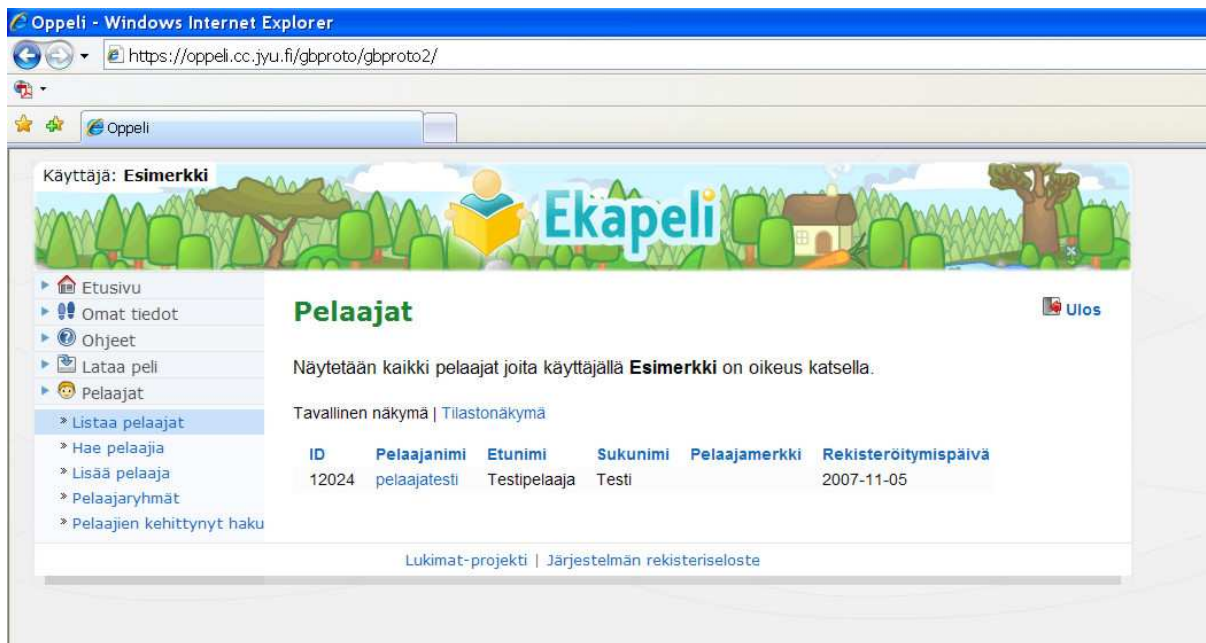 Oppeli - Windows Internet Explorer
https://oppeli.cc.jyu.fi/gbproto/gbproto2/
Oppeli
Käyttäjä: Esimerkki
Ekapeli
Etusivu
Omat tiedot
Ohjeet
Lataa peli
Pelaajat
Listaa pelaajat
Hae pelaajia
Lisää pelaaja
Pelaajaryhmät
Pelaajien kehittynyt haku
Pelaajat
Ulos
Näytetään kaikki pelaajat joita käyttäjällä Esimerkki on oikeus katsella.
Tavallinen näkymä | Tilastonäkymä
ID Pelaajanimi Etunimi Sukunimi Pelaajamerkki Rekisteröitymispäivä
12024 pelaajatesti Testipelaaja Testi 2007-11-05
Lukimat-projekti | Järjestelmän rekisteriseloste